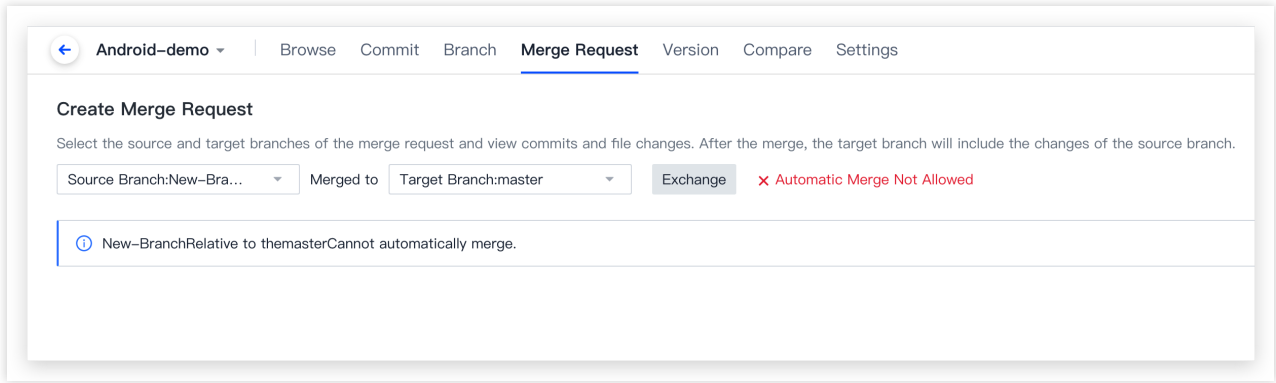 Android-demo Browse Commit Branch Merge Request Version Compare Settings
Create Merge Request
Select the source and target branches of the merge request and view commits and file changes. After the merge, the target branch will include the changes of the source branch.
Source Branch:New-Bra... Merged to Target Branch:master Exchange Automatic Merge Not Allowed
New-BranchRelative to themasterCannot automatically merge.